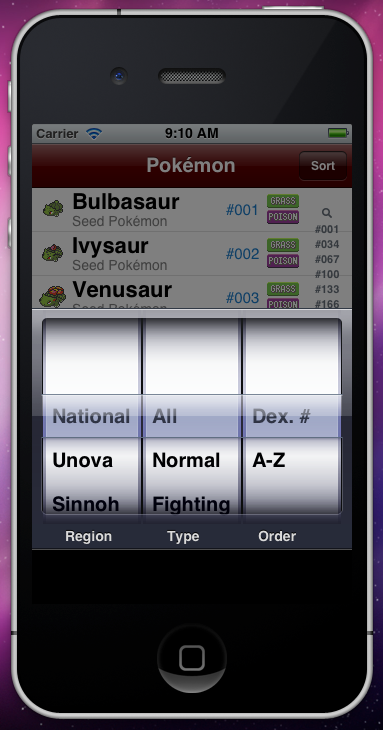 Carrier 9:10 AM
Pokémon Sort
Bulbasaur #001 GRASS
Seed Pokémon POISON
#001
Ivysaur #002 GRASS #034
Seed Pokémon POISON #067
#100
Venusaur #003 GRASS #133
Seed Pokémon POISON #166
National All Dex. #
Unova Normal A-Z
Sinnoh Fighting
Region Type Order